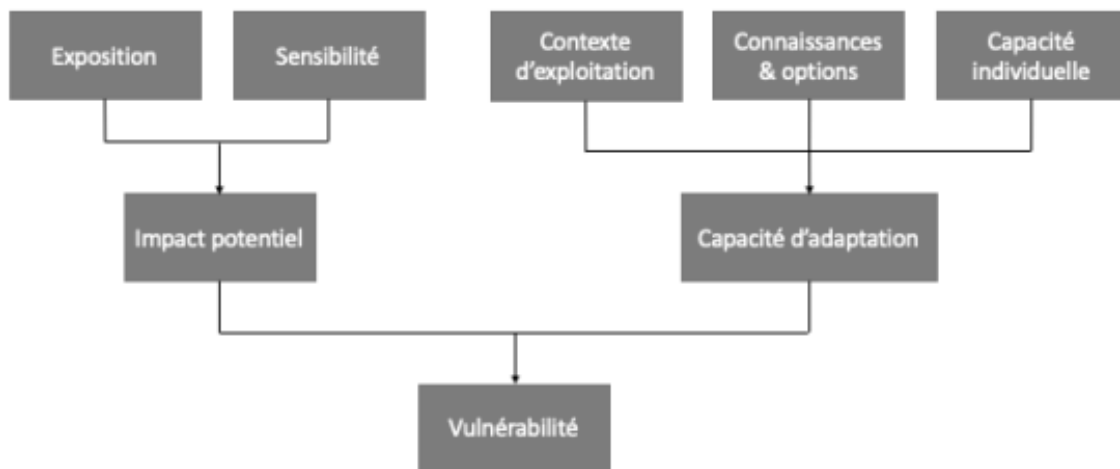 Exposition
Sensibilité
Contexte
d'exploitation
Connaissances
& options
Capacité
individuelle
Impact potentiel
Capacité d'adaptation
Vulnérabilité